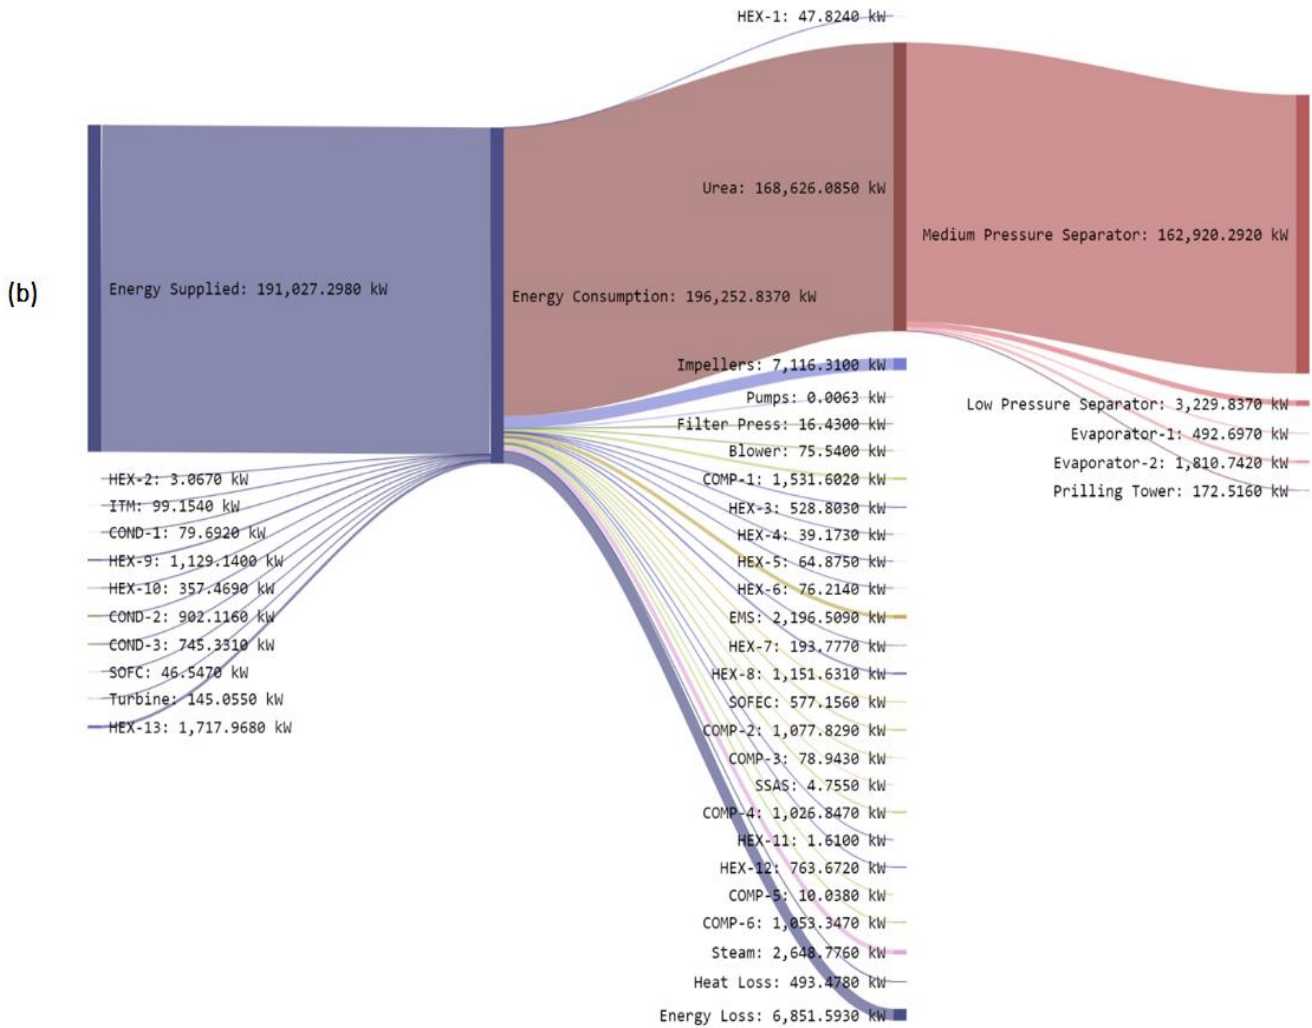 HEX-1: 47.8240 kW
Urea: 168,626.0850 kW
Medium Pressure Separator: 162,920.2920 kW
(b)
Energy Supplied: 191,027.2980 kW
Energy Consumption: 196,252.8370 kW
Impellers: 7,116.3100 kW
Pumps: 0.0063 kW
Filter Press: 16.4300 kW
Blower: 75.5400 kW
COMP-1: 1,531.6020 kW
HEX-3: 528.8030 kW
HEX-4: 39.1730 kW
HEX-5: 64.8750 kW
HEX-6: 76.2140 kW
EMS: 2,196.5090 kW
HEX-7: 193.7770 kW
HEX-8: 1,151.6310 kW
SOFEC: 577.1560 kW
COMP-2: 1,077.8290 kW
COMP-3: 78.9430 kW
SSAS: 4.7550 kW
COMP-4: 1,026.8470 kW
HEX-11: 1.6100 kW
HEX-12: 763.6720 kW
COMP-5: 10.0380 kW
COMP-6: 1,053.3470 kW
Steam: 2,648.7760 kW
Heat Loss: 493.4780 kW
Energy Loss: 6,851.5930 kW
Low Pressure Separator: 3,229.8370 kW
Evaporator-1: 492.6970 kW
Evaporator-2: 1,810.7420 kW
Prilling Tower: 172.5160 kW
HEX-2: 3.0670 kW
ITM: 99.1540 kW
COND-1: 79.6920 kW
HEX-9: 1,129.1400 kW
HEX-10: 357.4690 kW
COND-2: 902.1160 kW
COND-3: 745.3310 kW
SOFC: 46.5470 kW
Turbine: 145.0550 kW
HEX-13: 1,717.9680 kW